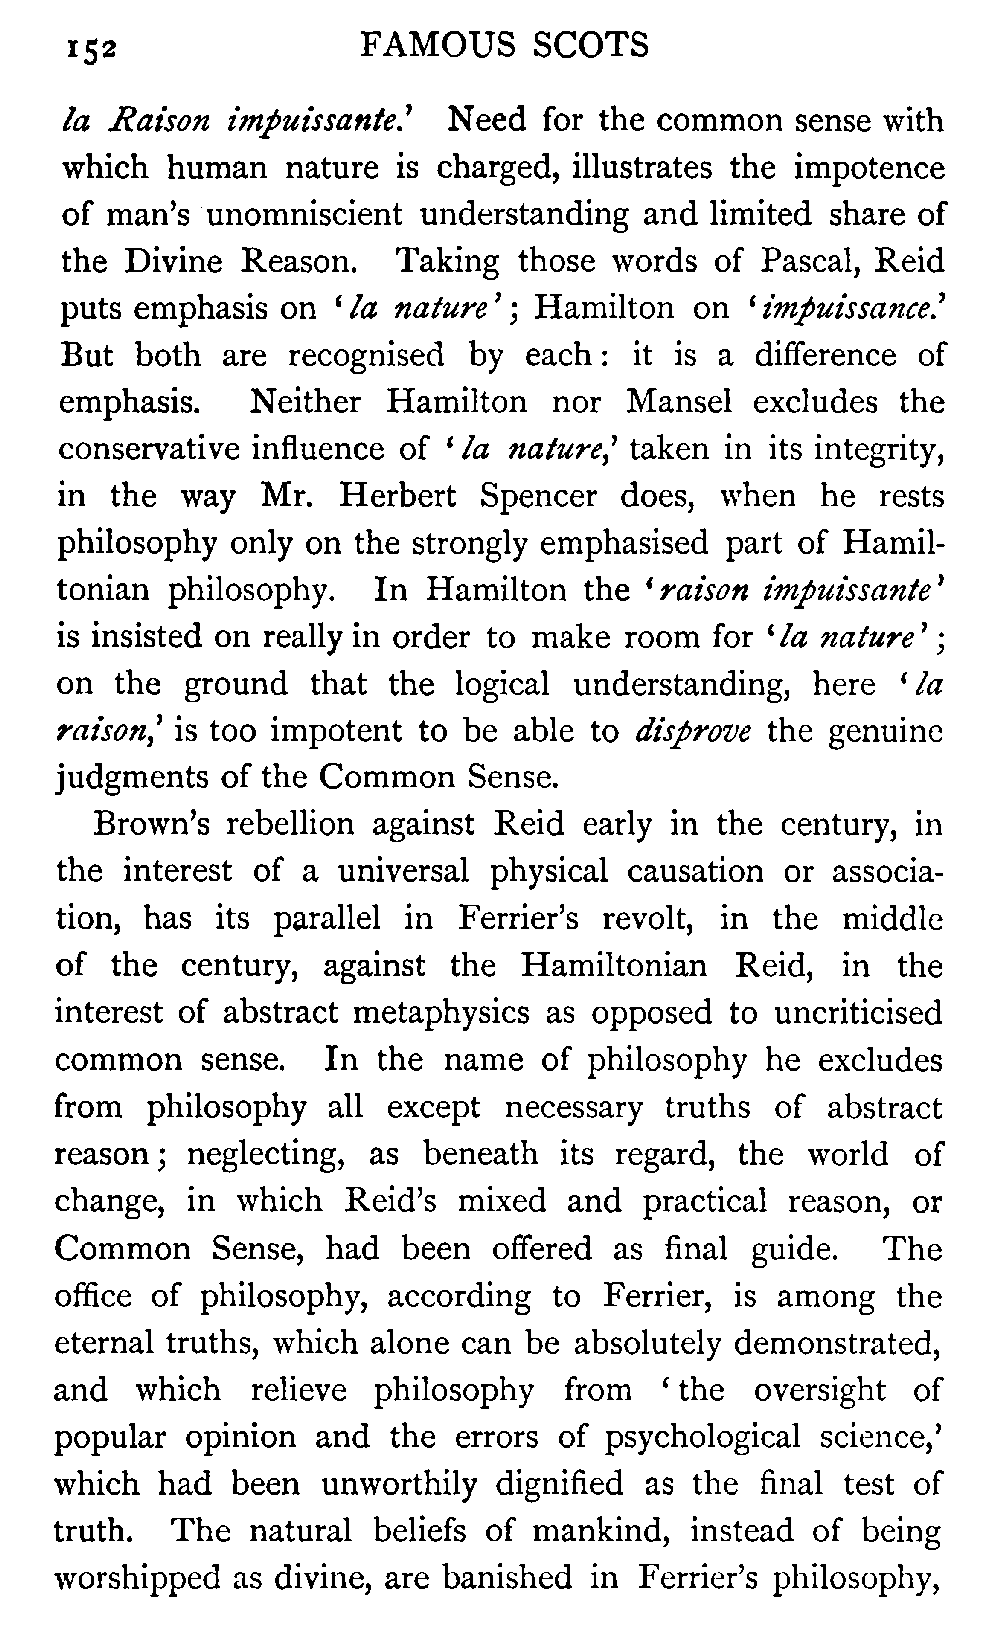 152 FAMOUS SCOTS
la Raison impuissante.' Need for the common sense with
which human nature is charged, illustrates the impotence
of man's unomniscient understanding and limited share of
the Divine Reason. Taking those words of Pascal, Reid
puts emphasis on 'la nature'; Hamilton on 'impuissance.'
But both are recognised by each: it is a difference of
emphasis. Neither Hamilton nor Mansel excludes the
conservative influence of 'la nature,' taken in its integrity,
in the way Mr. Herbert Spencer does, when he rests
philosophy only on the strongly emphasised part of Hamil-
tonian philosophy. In Hamilton the 'raison impuissante'
is insisted on really in order to make room for 'la nature';
on the ground that the logical understanding, here 'la
raison,' is too impotent to be able to disprove the genuine
judgments of the Common Sense.
Brown's rebellion against Reid early in the century, in
the interest of a universal physical causation or associa-
tion, has its parallel in Ferrier's revolt, in the middle
of the century, against the Hamiltonian Reid, in the
interest of abstract metaphysics as opposed to uncriticised
common sense. In the name of philosophy he excludes
from philosophy all except necessary truths of abstract
reason; neglecting, as beneath its regard, the world of
change, in which Reid's mixed and practical reason, or
Common Sense, had been offered as final guide. The
office of philosophy, according to Ferrier, is among the
eternal truths, which alone can be absolutely demonstrated,
and which relieve philosophy from 'the oversight of
popular opinion and the errors of psychological science,'
which had been unworthily dignified as the final test of
truth. The natural beliefs of mankind, instead of being
worshipped as divine, are banished in Ferrier's philosophy,